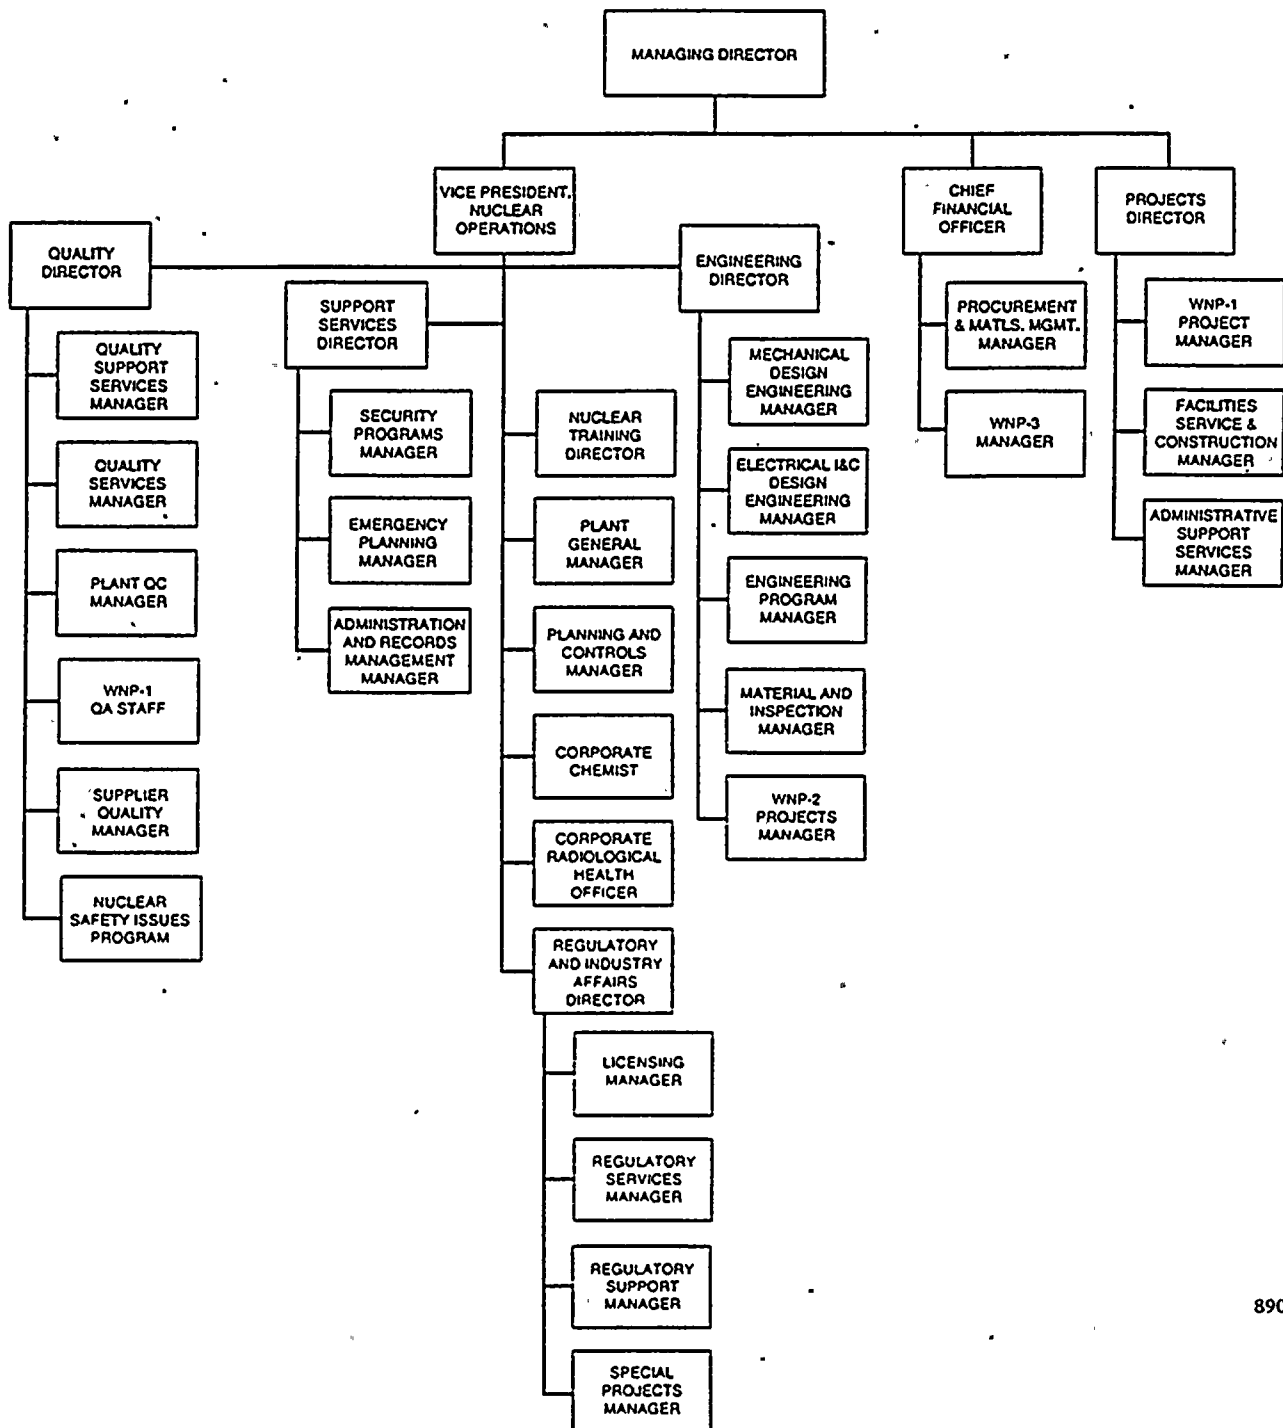 MANAGING DIRECTOR
VICE PRESIDENT,
NUCLEAR
OPERATIONS
CHIEF
FINANCIAL
OFFICER
PROJECTS
DIRECTOR
QUALITY
DIRECTOR
ENGINEERING
DIRECTOR
SUPPORT
SERVICES
DIRECTOR
QUALITY
SUPPORT
SERVICES
MANAGER
QUALITY
SERVICES
MANAGER
PLANT QC
MANAGER
WNP-1
QA STAFF
SUPPLIER
QUALITY
MANAGER
NUCLEAR
SAFETY ISSUES
PROGRAM
SECURITY
PROGRAMS
MANAGER
EMERGENCY
PLANNING
MANAGER
ADMINISTRATION
AND RECORDS
MANAGEMENT
MANAGER
NUCLEAR
TRAINING
DIRECTOR
PLANT
GENERAL
MANAGER
PLANNING AND
CONTROLS
MANAGER
CORPORATE
CHEMIST
CORPORATE
RADIOLOGICAL
HEALTH
OFFICER
REGULATORY
AND INDUSTRY
AFFAIRS
DIRECTOR
LICENSING
MANAGER
REGULATORY
SERVICES
MANAGER
REGULATORY
SUPPORT
MANAGER
SPECIAL
PROJECTS
MANAGER
MECHANICAL
DESIGN
ENGINEERING
MANAGER
ELECTRICAL I&C
DESIGN
ENGINEERING
MANAGER
ENGINEERING
PROGRAM
MANAGER
MATERIAL AND
INSPECTION
MANAGER
WNP-2
PROJECTS
MANAGER
PROCUREMENT
& MATLS. MGMT.
MANAGER
WNP-3
MANAGER
WNP-1
PROJECT
MANAGER
FACILITIES
SERVICE &
CONSTRUCTION
MANAGER
ADMINISTRATIVE
SUPPORT
SERVICES
MANAGER
890